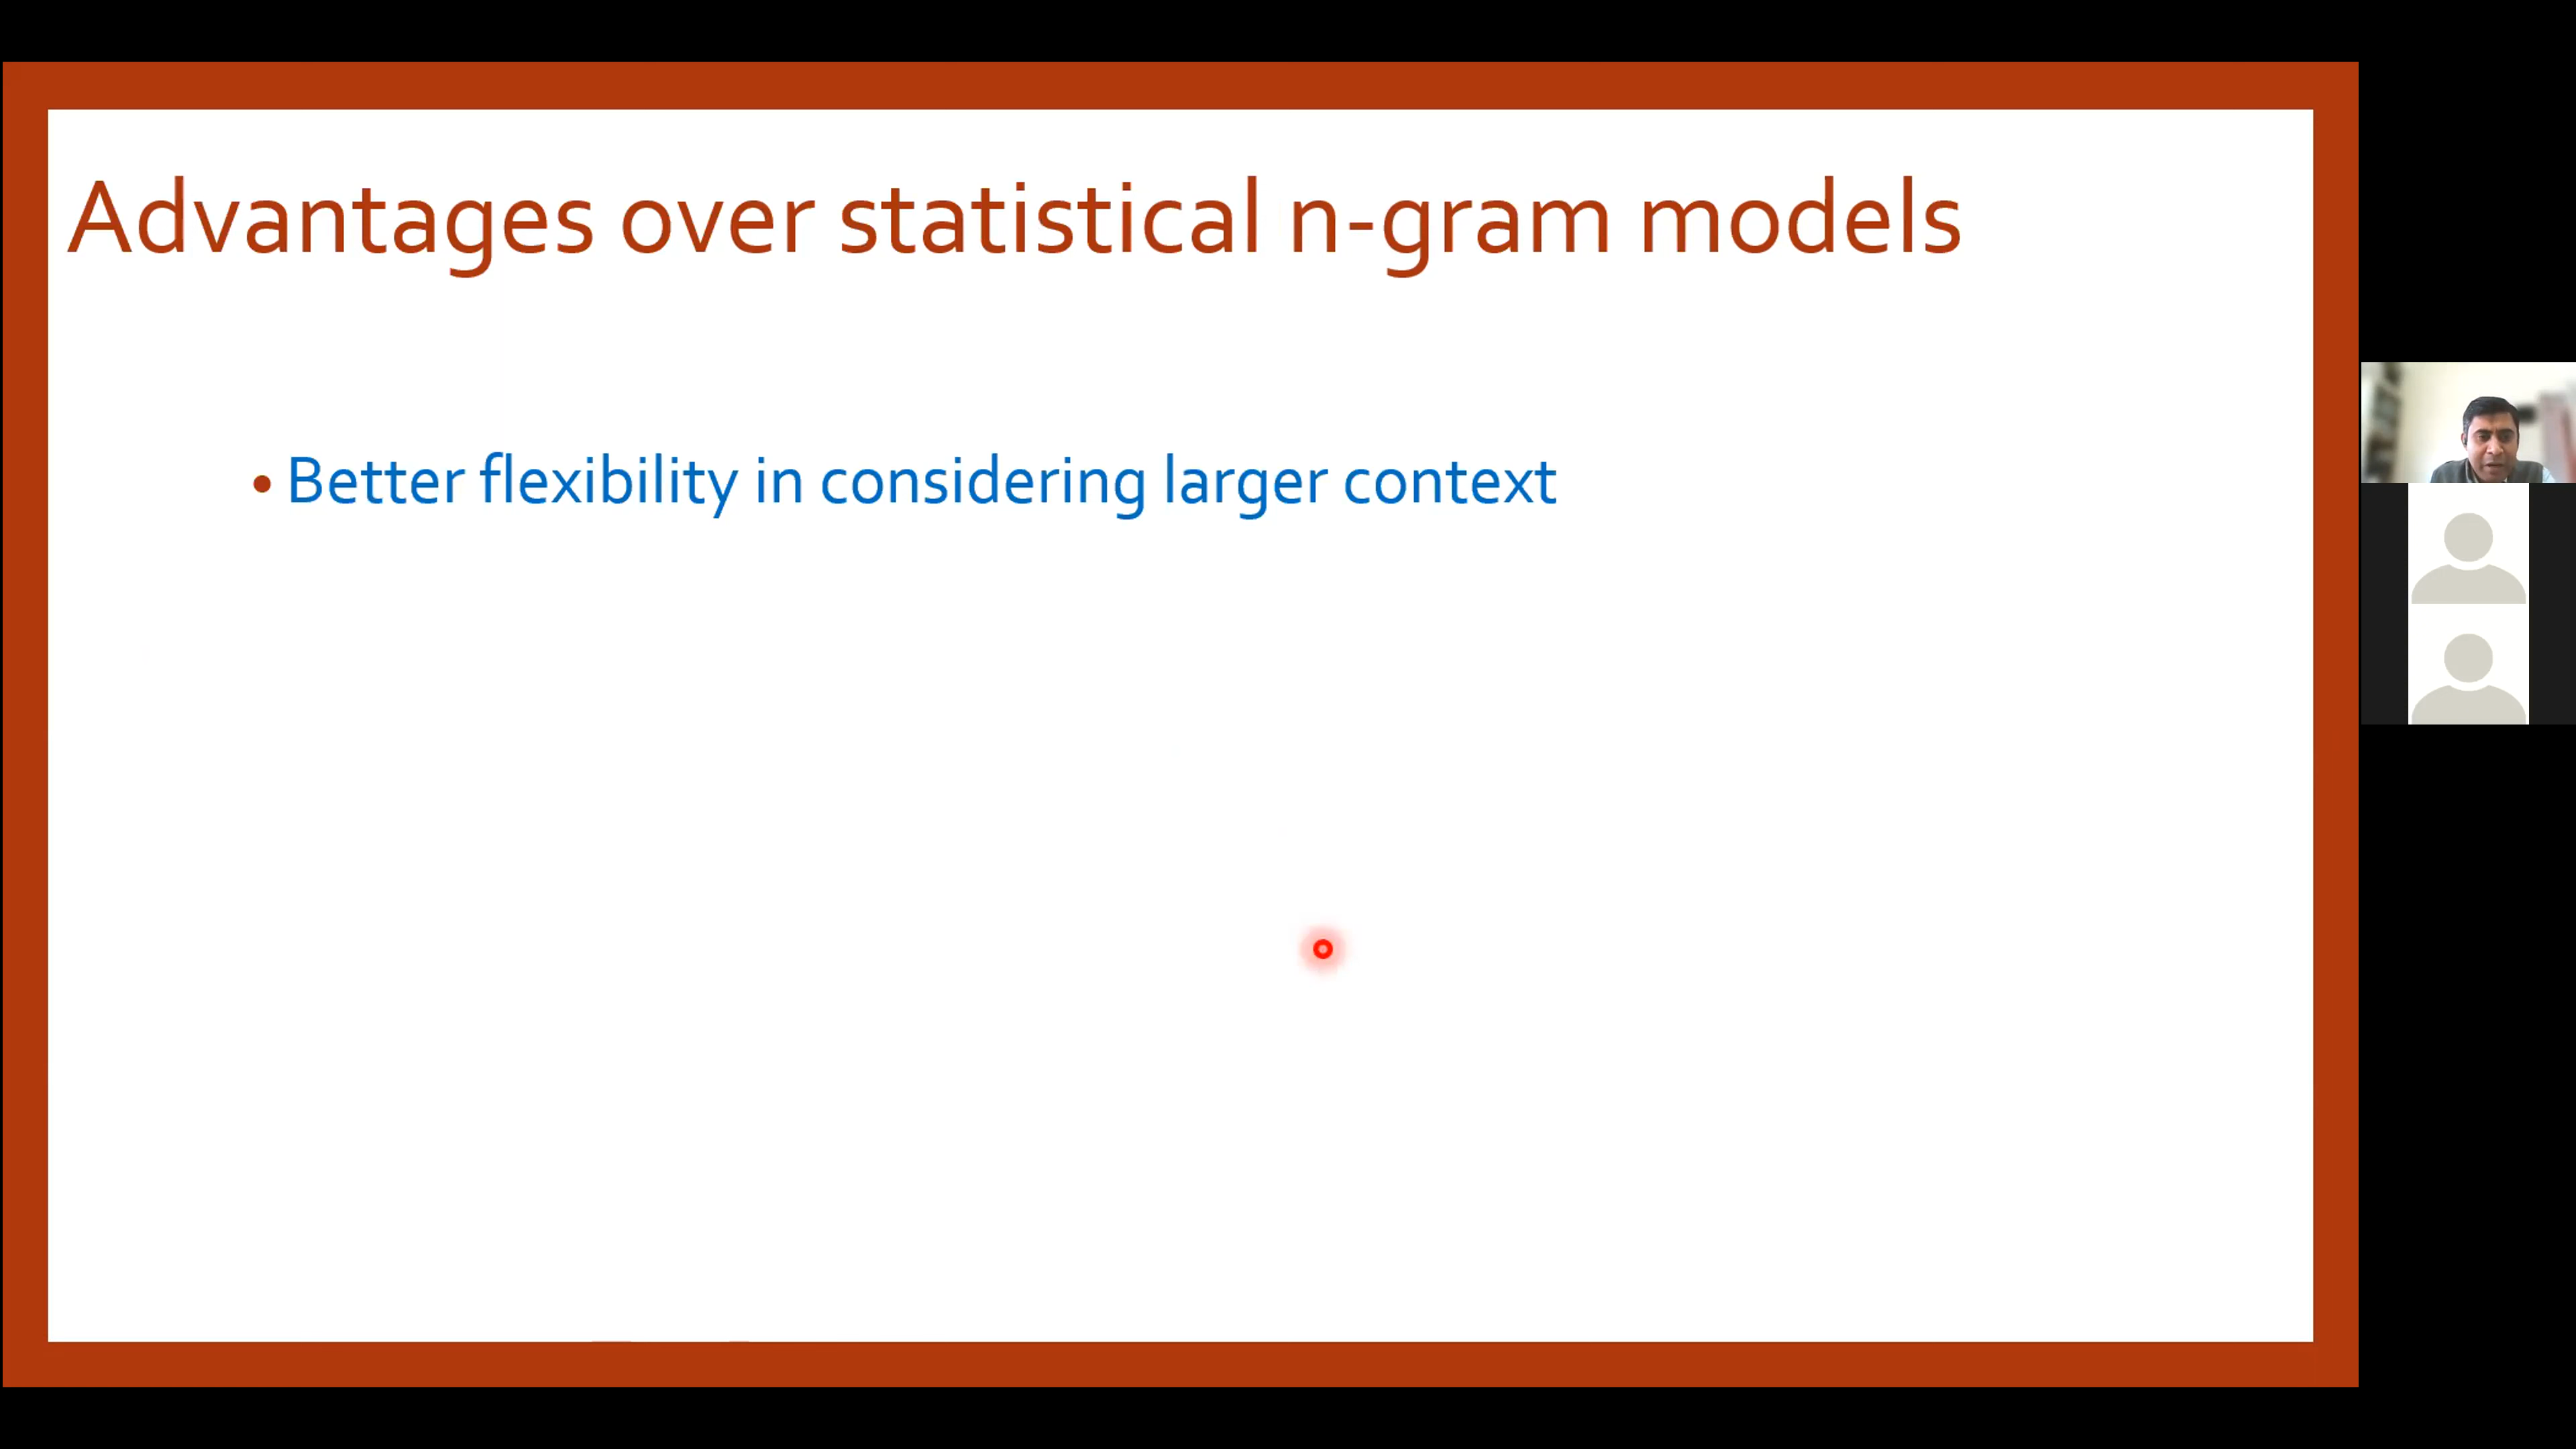 Advantages over statistical n-gram models
• Better flexibility in considering larger context